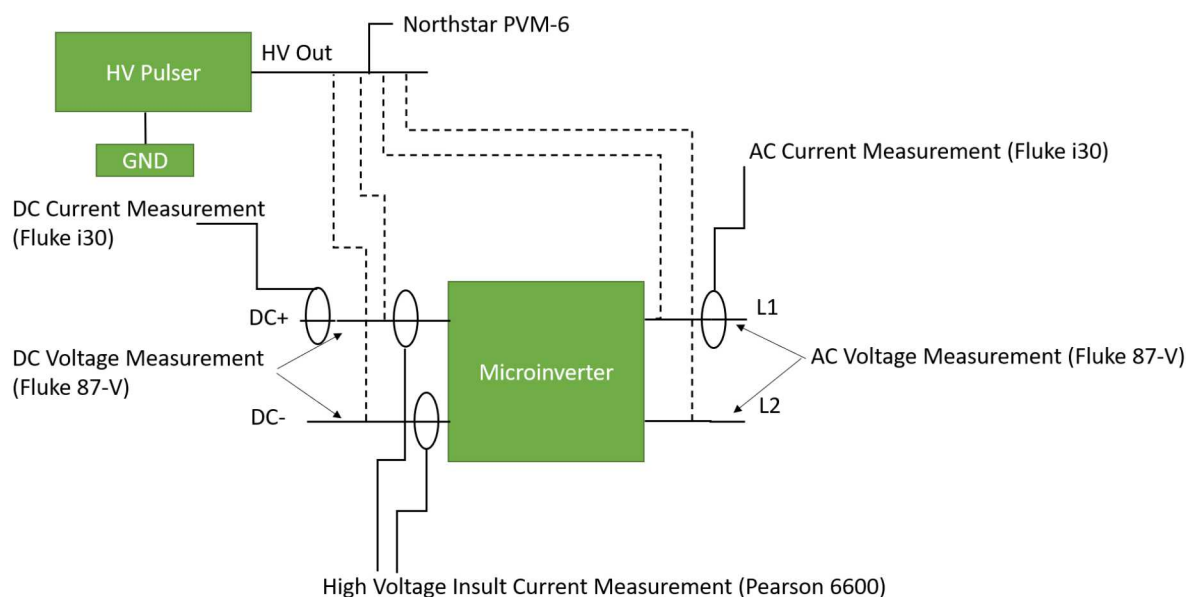 Northstar PVM-6
HV Out
HV Pulser
GND
AC Current Measurement (Fluke i30)
DC Current Measurement
(Fluke i30)
DC+
L1
DC Voltage Measurement
(Fluke 87-V)
Microinverter
AC Voltage Measurement (Fluke 87-V)
DC-
L2
High Voltage Insult Current Measurement (Pearson 6600)